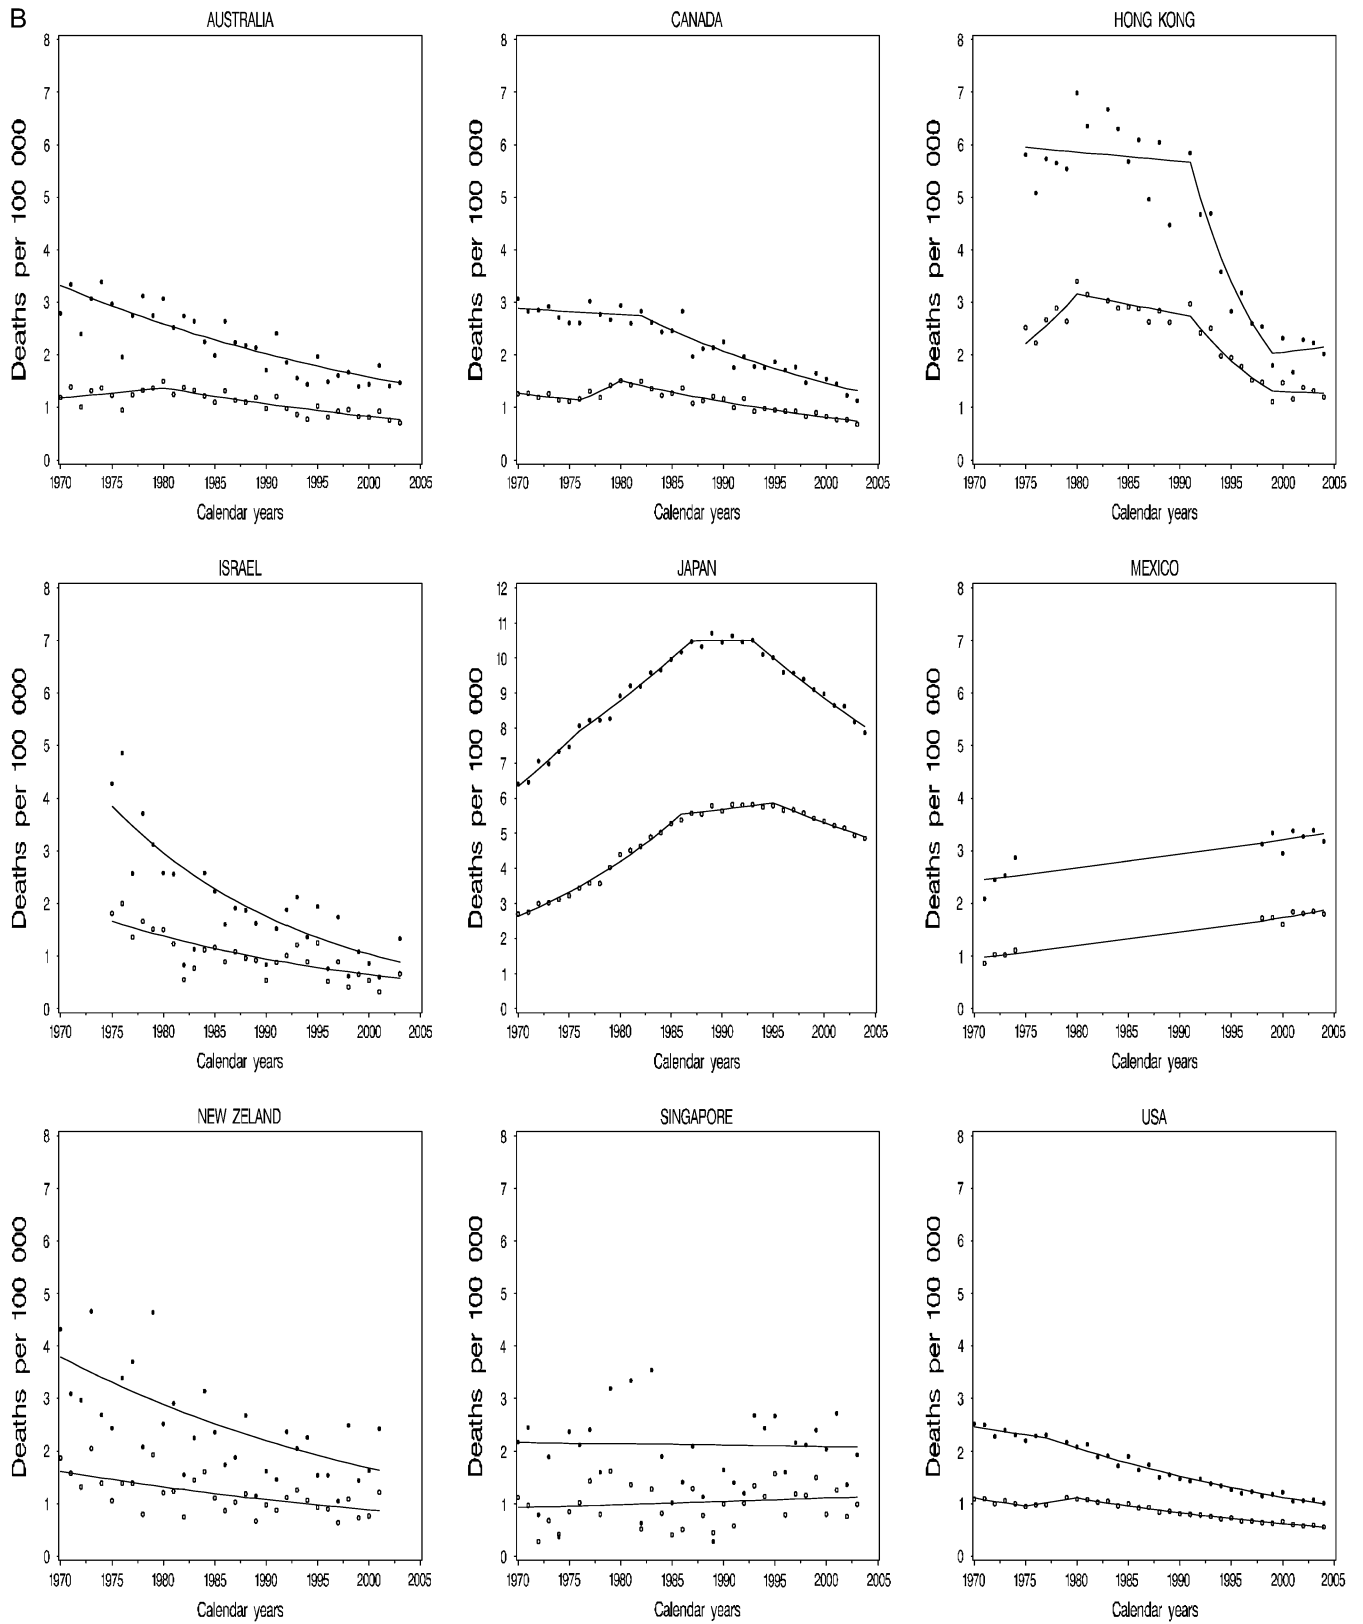 B
AUSTRALIA
8
7
6
5
4
3
2
1
0
Deaths per 100 000
1970 1975 1980 1985 1990 1995 2000 2005
Calendar years
CANADA
8
7
6
5
4
3
2
1
0
Deaths per 100 000
1970 1975 1980 1985 1990 1995 2000 2005
Calendar years
HONG KONG
8
7
6
5
4
3
2
1
0
Deaths per 100 000
1970 1975 1980 1985 1990 1995 2000 2005
Calendar years
ISRAEL
8
7
6
5
4
3
2
1
0
Deaths per 100 000
1970 1975 1980 1985 1990 1995 2000 2005
Calendar years
JAPAN
12
11
10
9
8
7
6
5
4
3
2
1
0
Deaths per 100 000
1970 1975 1980 1985 1990 1995 2000 2005
Calendar years
MEXICO
8
7
6
5
4
3
2
1
0
Deaths per 100 000
1970 1975 1980 1985 1990 1995 2000 2005
Calendar years
NEW ZELAND
8
7
6
5
4
3
2
1
0
Deaths per 100 000
1970 1975 1980 1985 1990 1995 2000 2005
Calendar years
SINGAPORE
8
7
6
5
4
3
2
1
0
Deaths per 100 000
1970 1975 1980 1985 1990 1995 2000 2005
Calendar years
USA
8
7
6
5
4
3
2
1
0
Deaths per 100 000
1970 1975 1980 1985 1990 1995 2000 2005
Calendar years